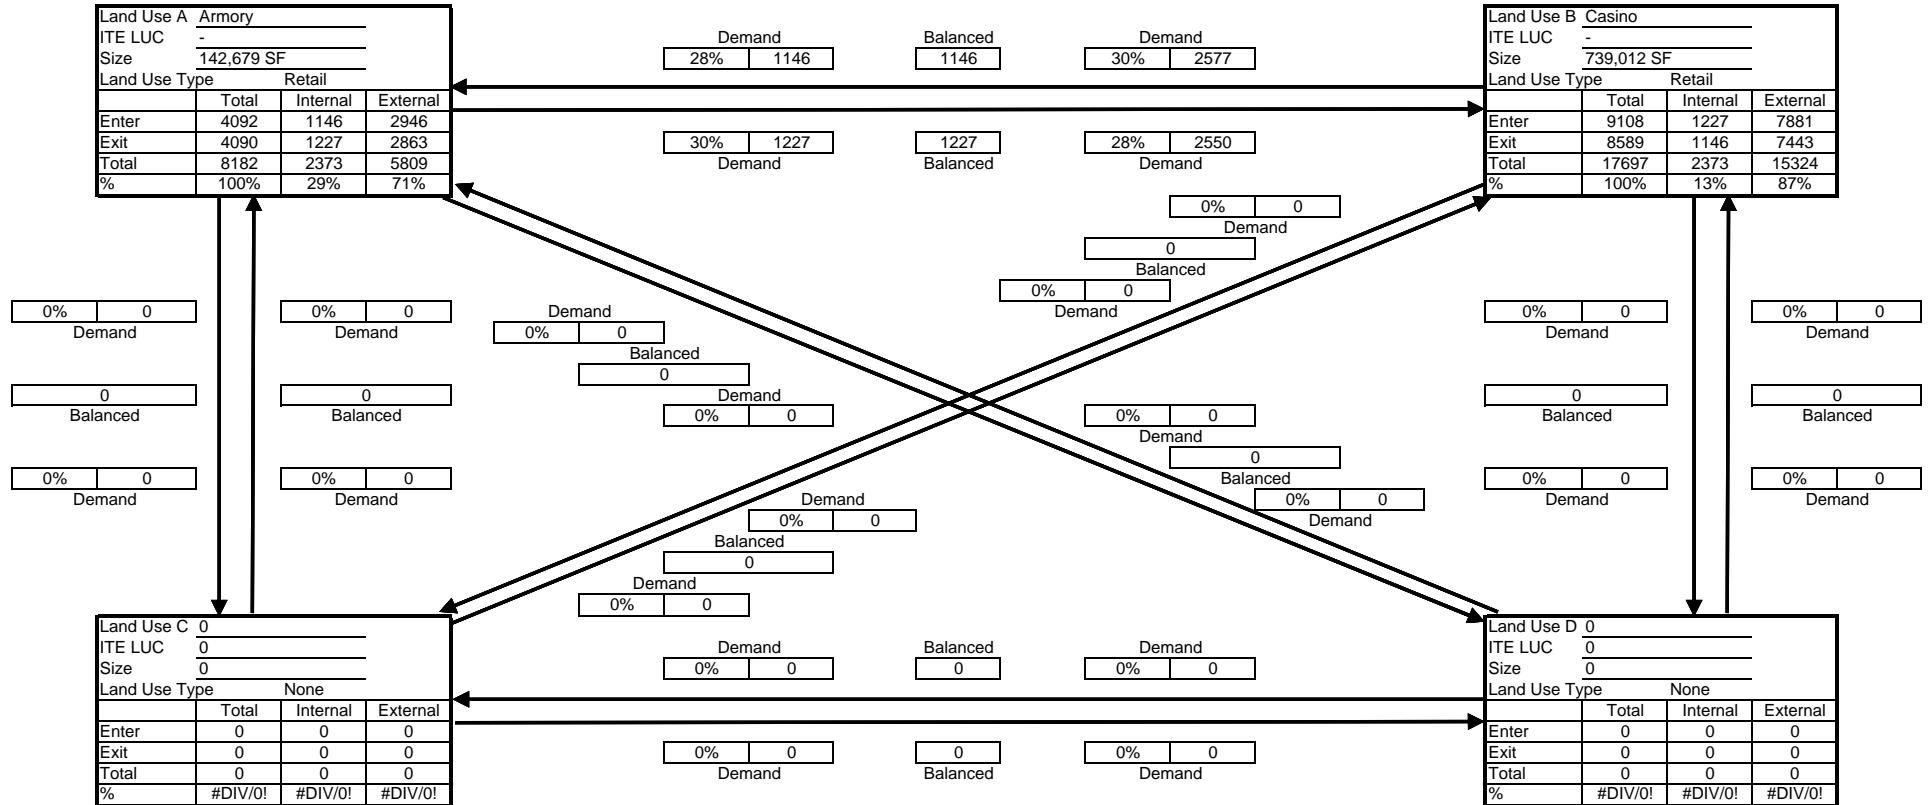 Land Use A Armory
ITE LUC -
Size 142,679 SF
Land Use Type Retail
Total Internal External
Enter 4092 1146 2946
Exit 4090 1227 2863
Total 8182 2373 5809
% 100% 29% 71%
Demand Balanced Demand
28% 1146 1146 30% 2577
30% 1227 1227 28% 2550
Demand Balanced Demand
Land Use B Casino
ITE LUC -
Size 739,012 SF
Land Use Type Retail
Total Internal External
Enter 9108 1227 7881
Exit 8589 1146 7443
Total 17697 2373 15324
% 100% 13% 87%
0% 0
Demand
0
Balanced
0% 0
Demand
0% 0
Demand
0
Balanced
0% 0
Demand
0% 0
Demand
0
Balanced
0% 0
Demand
Demand
0% 0
Balanced
0
Demand
0% 0
0% 0
Demand
0
Balanced
0% 0
Demand
0% 0
Demand
0
Balanced
0% 0
Demand
0% 0
Demand
0
Balanced
0% 0
Demand
Demand
0% 0
Balanced
0
Demand
0% 0
Land Use C 0
ITE LUC 0
Size 0
Land Use Type None
Total Internal External
Enter 0 0 0
Exit 0 0 0
Total 0 0 0
% #DIV/0! #DIV/0! #DIV/0!
Demand Balanced Demand
0% 0 0 0% 0
0% 0 0 0% 0
Demand Balanced Demand
Land Use D 0
ITE LUC 0
Size 0
Land Use Type None
Total Internal External
Enter 0 0 0
Exit 0 0 0
Total 0 0 0
% #DIV/0! #DIV/0! #DIV/0!